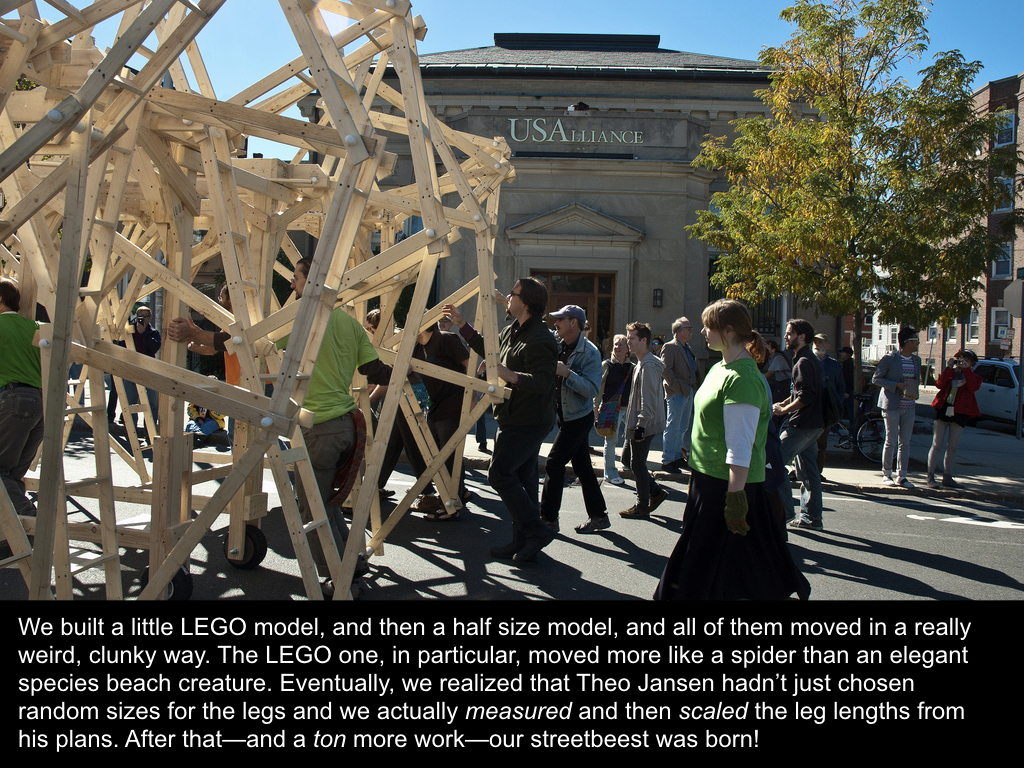 USALLIANCE
We built a little LEGO model, and then a half size model, and all of them moved in a really
weird, clunky way. The LEGO one, in particular, moved more like a spider than an elegant
species beach creature. Eventually, we realized that Theo Jansen hadn’t just chosen
random sizes for the legs and we actually measured and then scaled the leg lengths from
his plans. After that—and a ton more work—our streetbeest was born!